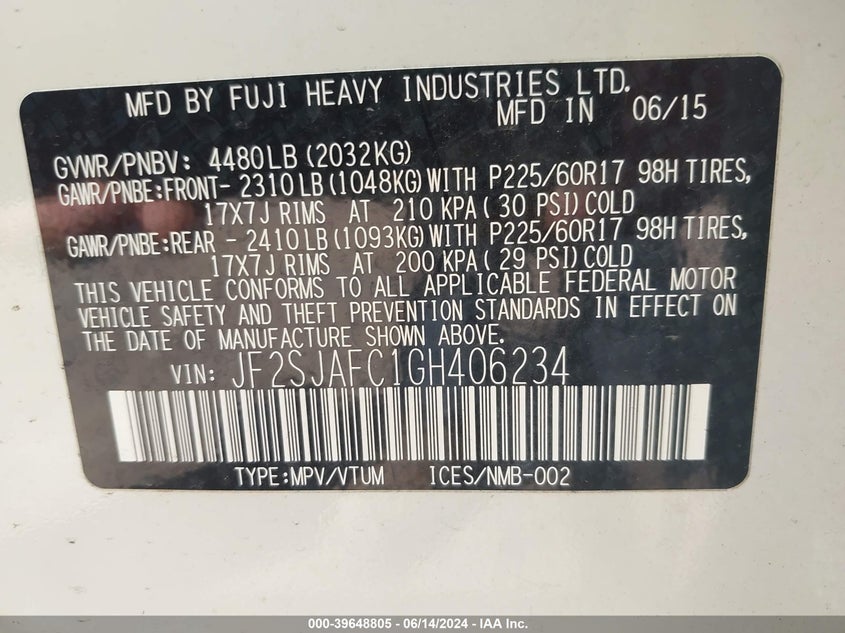 MFD BY FUJI HEAVY INDUSTRIES LTD.
MFD IN 06/15
GVWR/PNBV: 4480LB (2032KG)
GAWR/PNBE:FRONT- 2310LB (1048KG) WITH P225/60R17 98H TIRES,
17X7J RIMS AT 210 KPA ( 30 PSI) COLD
GAWR/PNBE:REAR - 2410LB (1093KG) WITH P225/60R17 98H TIRES,
17X7J RIMS AT 200 KPA ( 29 PSI) COLD
THIS VEHICLE CONFORMS TO ALL APPLICABLE FEDERAL MOTOR
VEHICLE SAFETY AND THEFT PREVENTION STANDARDS IN EFFECT ON
THE DATE OF MANUFACTURE SHOWN ABOVE.
VIN: JF2SJAFC1GH406234
TYPE:MPV/VTUM ICES/NMB-002
000-39648805 - 06/14/2024 - IAA Inc.